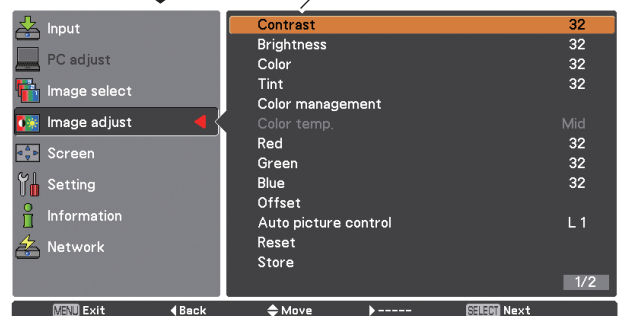 Input
PC adjust
Image select
Image adjust
Screen
Setting
Information
Network
Contrast 32
Brightness 32
Color 32
Tint 32
Color management
Color temp. Mid
Red 32
Green 32
Blue 32
Offset
Auto picture control L 1
Reset
Store
1/2
MENU Exit Back Move ----- SELECT Next